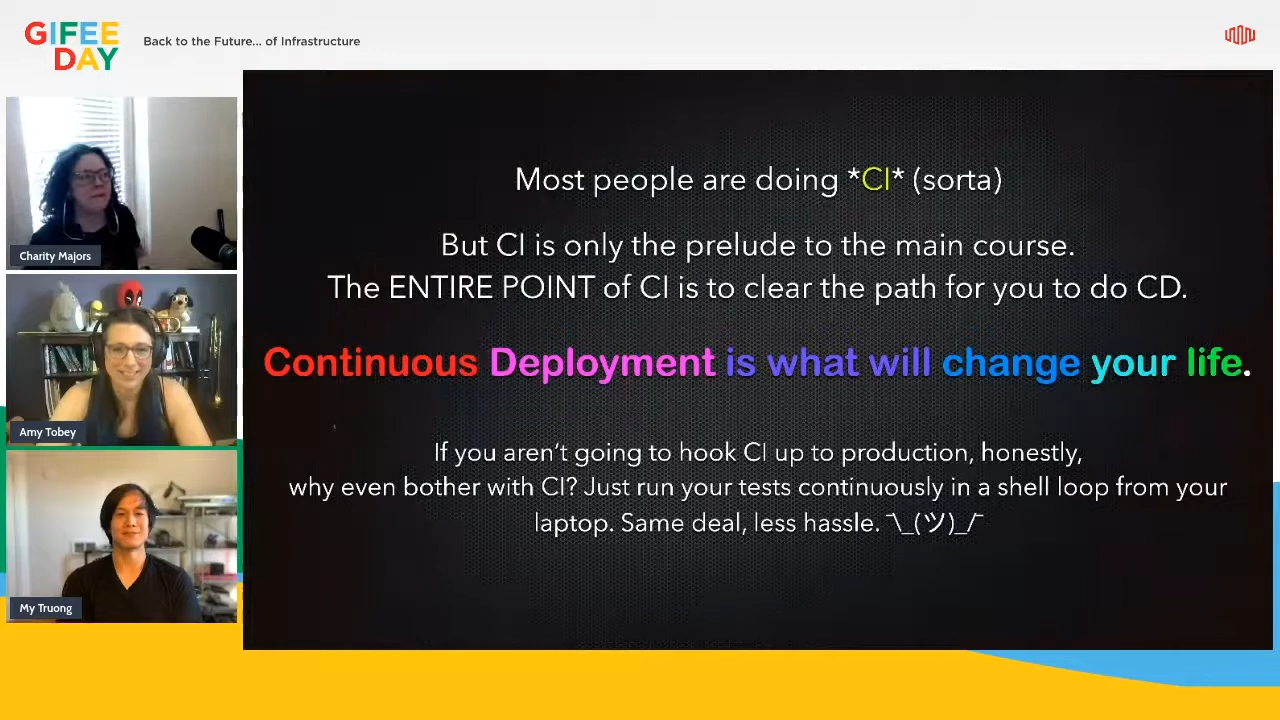 GIFEE
DAY
Back to the Future... of Infrastructure
Charity Majors
Amy Tobey
My Truong
Most people are doing *CI* (sorta)
But CI is only the prelude to the main course.
The ENTIRE POINT of CI is to clear the path for you to do CD.
Continuous Deployment is what will change your life.
If you aren’t going to hook CI up to production, honestly,
why even bother with CI? Just run your tests continuously in a shell loop from your
laptop. Same deal, less hassle. ¯\_(ツ)_/¯